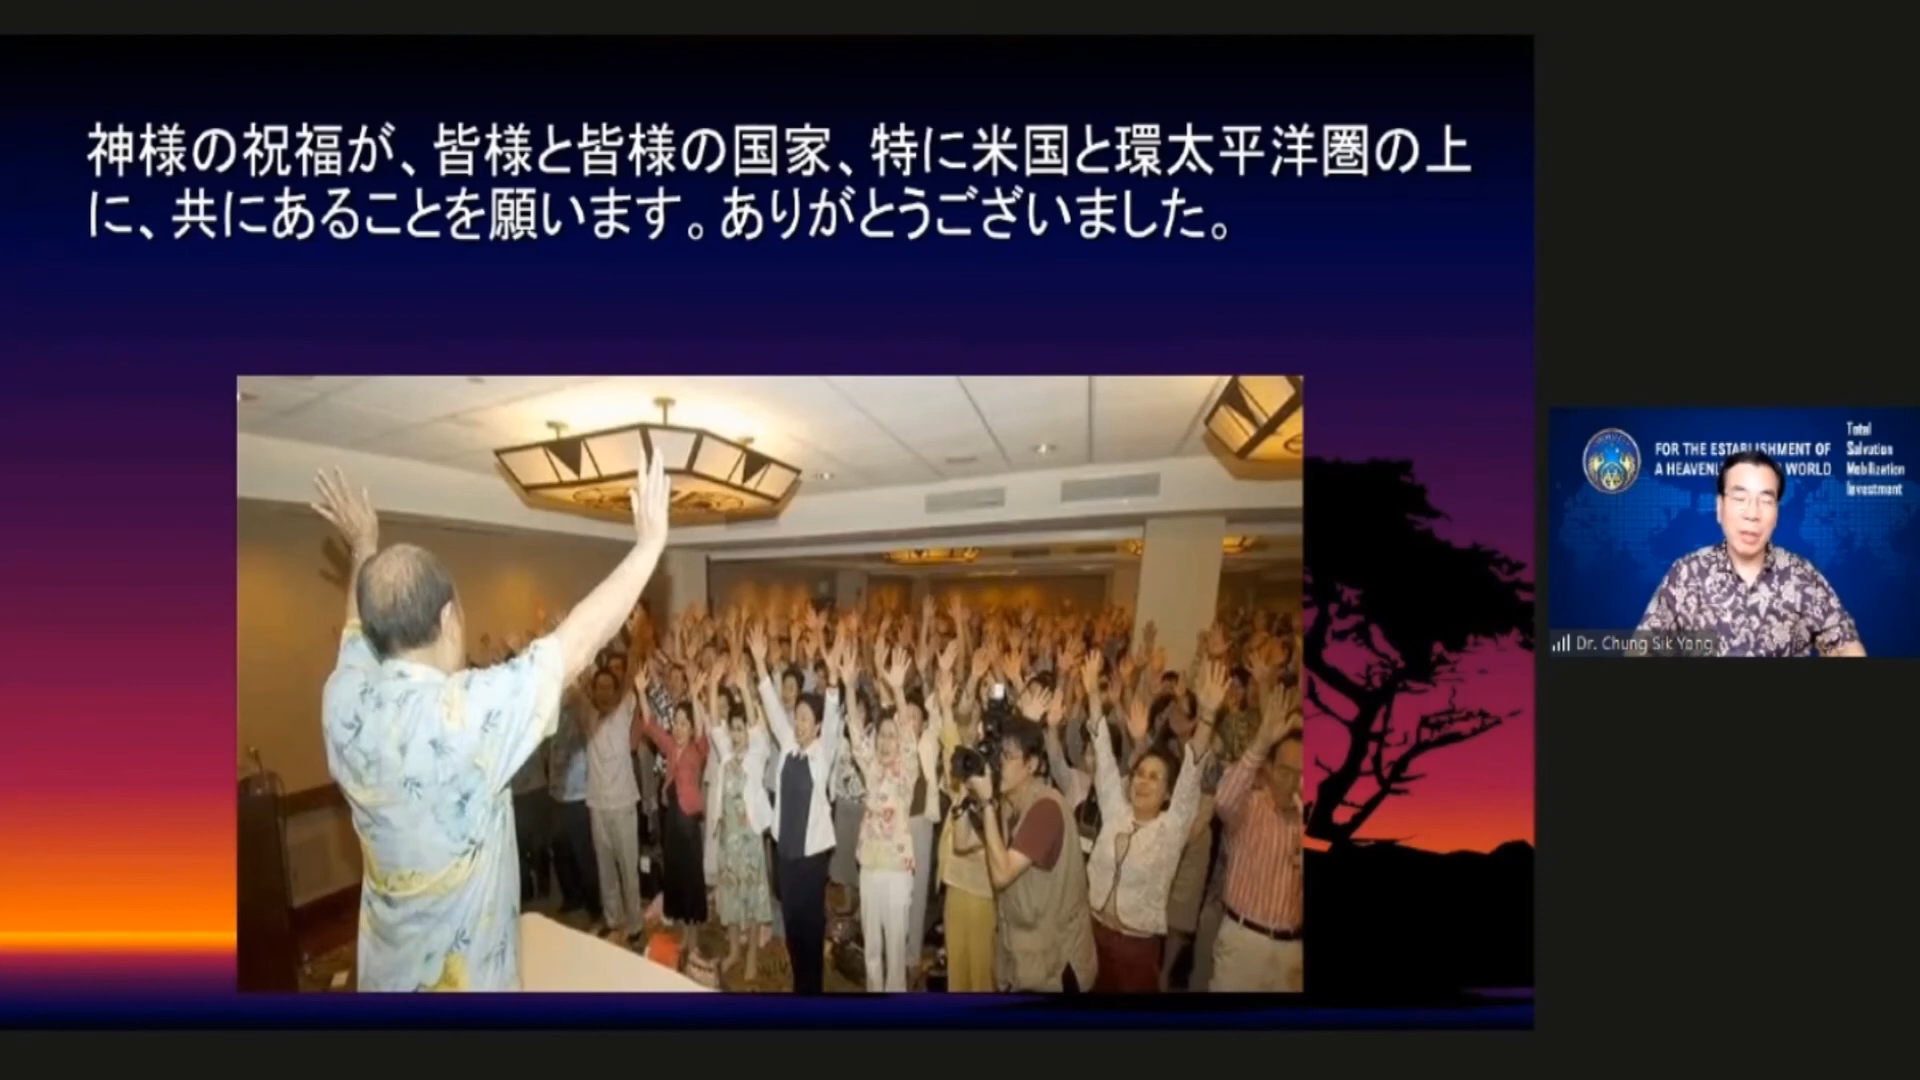 神様の祝福が、皆様と皆様の国家、特に米国と環太平洋圏の上
に、共にあることを願います。ありがとうございました。
FOR THE ESTABLISHMENT OF
A HEAVENL WORLD
Total
Salvation
Mobilization
Investment
Dr. Chung Sik Yong